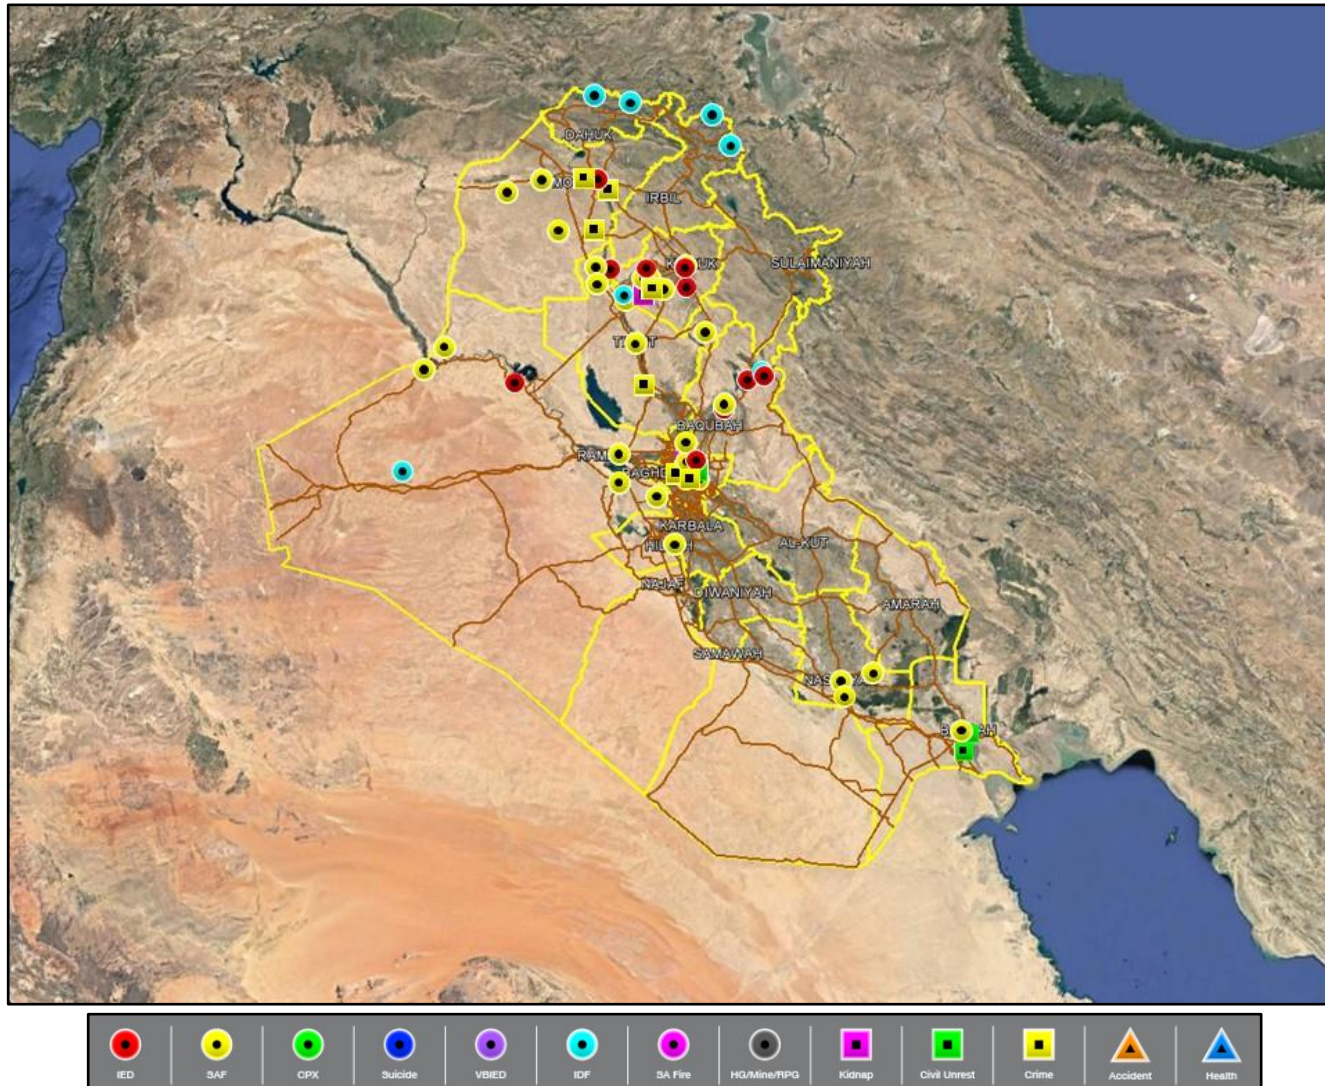 DAHUK
IRBIL
SULAIMANIYAH
BAQUBAH
KARBALA
AL-KUT
NAJAF
DIWANIYAH
AMARAH
SAMAWAH
IED
SAF
CPX
Suicide
VBIED
IDF
SA Fire
HG/Mine/RPG
Kidnap
Civil Unrest
Crime
Accident
Health